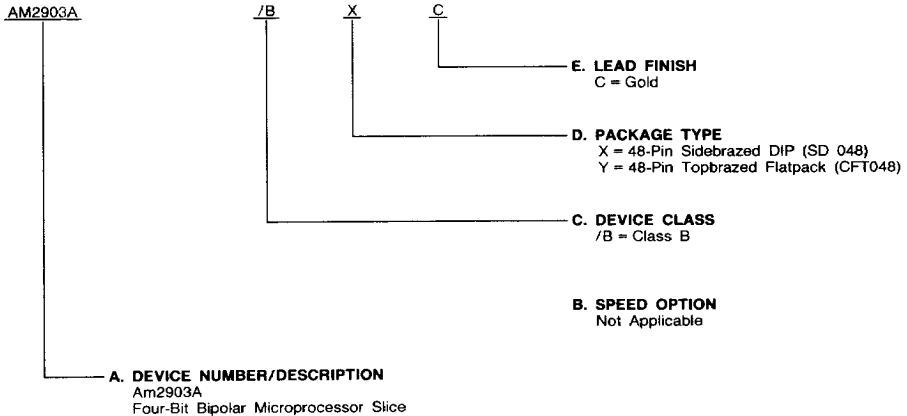 AM2903A /B X C
E. LEAD FINISH
C = Gold
D. PACKAGE TYPE
X = 48-Pin Sidebrazed DIP (SD 048)
Y = 48-Pin Topbrazed Flatpack (CFT048)
C. DEVICE CLASS
/B = Class B
B. SPEED OPTION
Not Applicable
A. DEVICE NUMBER/DESCRIPTION
Am2903A
Four-Bit Bipolar Microprocessor Slice